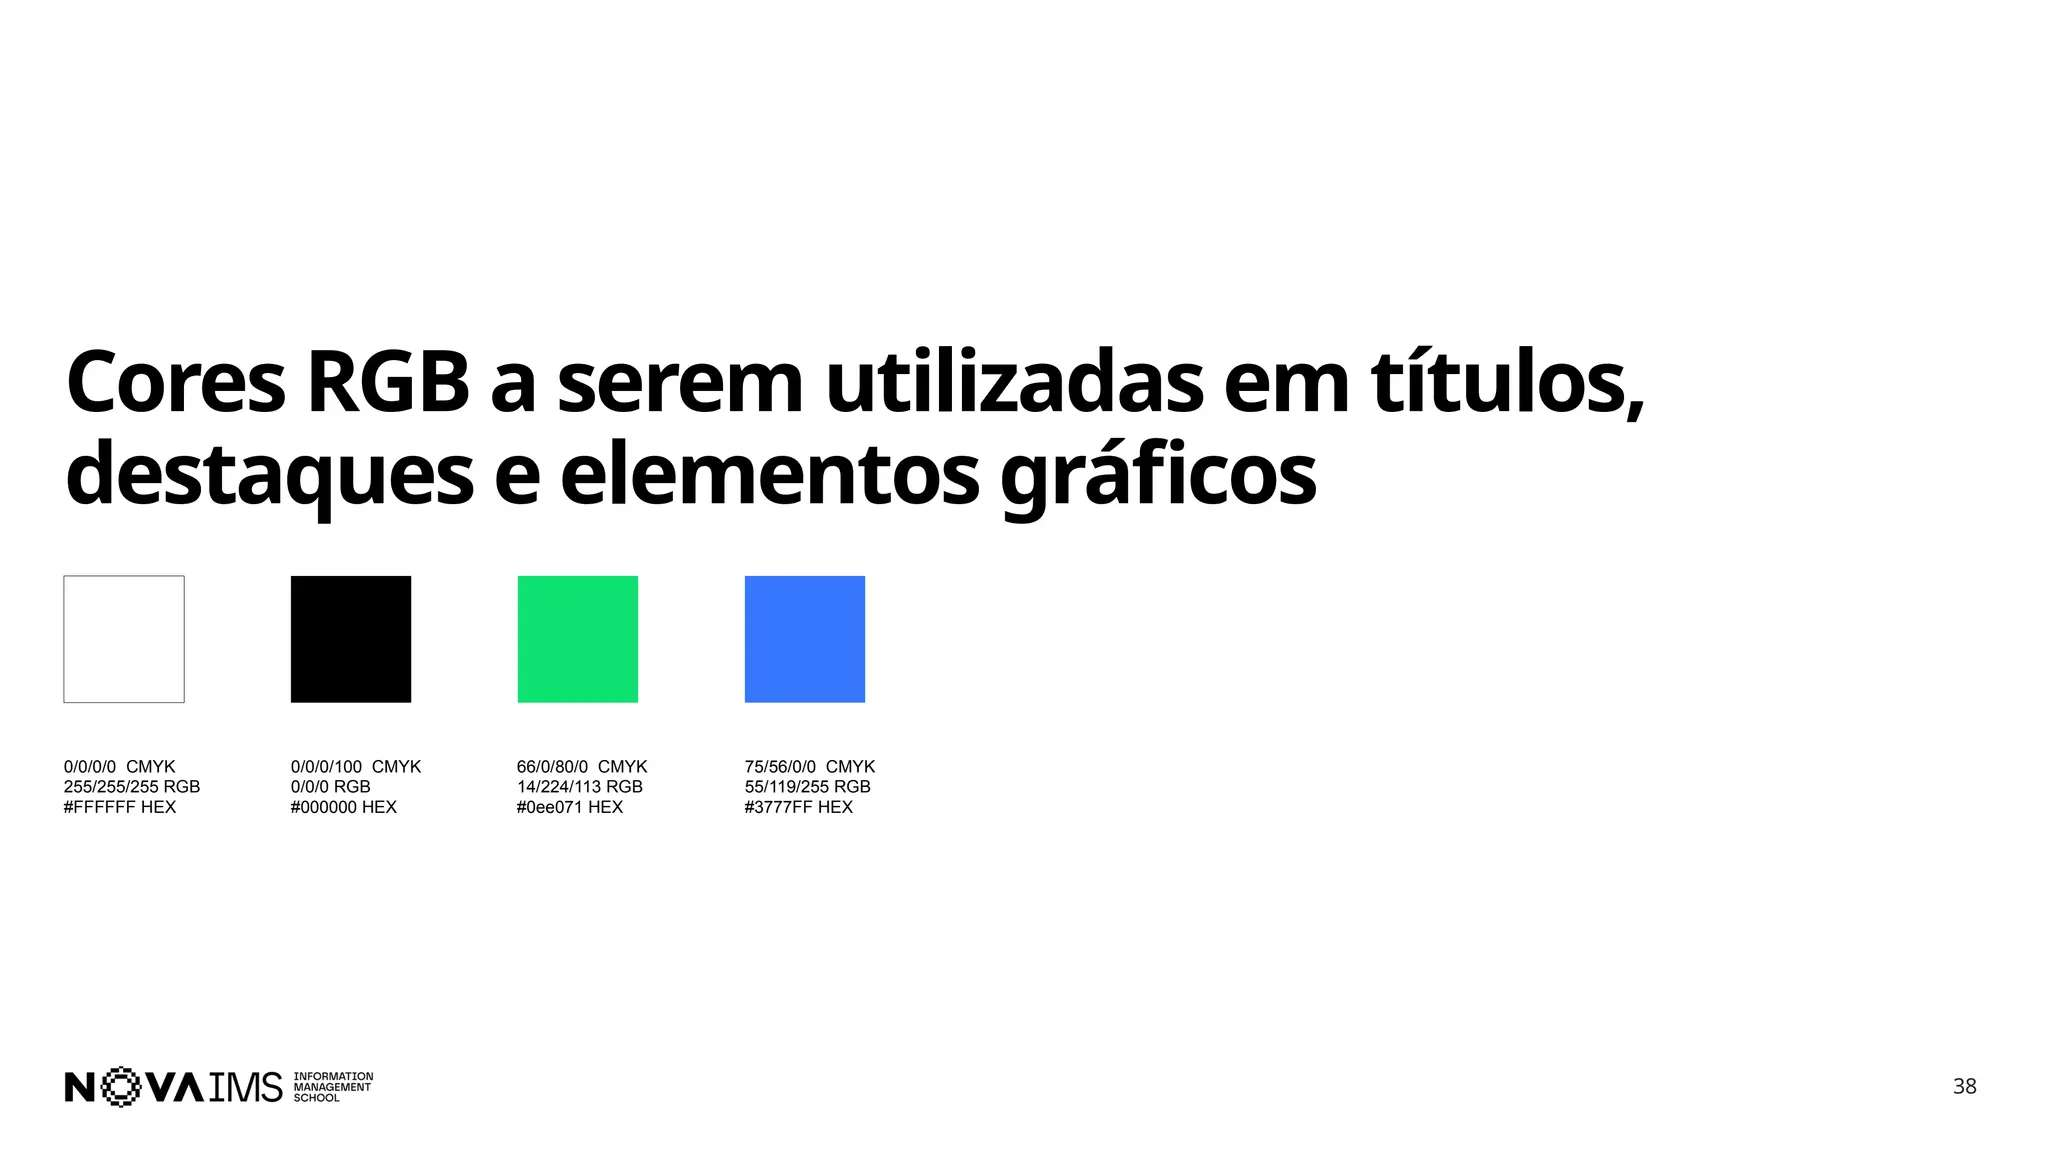 Cores RGB a serem utilizadas em títulos,
destaques e elementos gráficos
0/0/0/0  CMYK
255/255/255 RGB
#FFFFFF HEX
0/0/0/100  CMYK
0/0/0 RGB
#000000 HEX
66/0/80/0  CMYK
14/224/113 RGB
#0ee071 HEX
75/56/0/0  CMYK
55/119/255 RGB
#3777FF HEX
NOVA IMS
INFORMATION
MANAGEMENT
SCHOOL
38